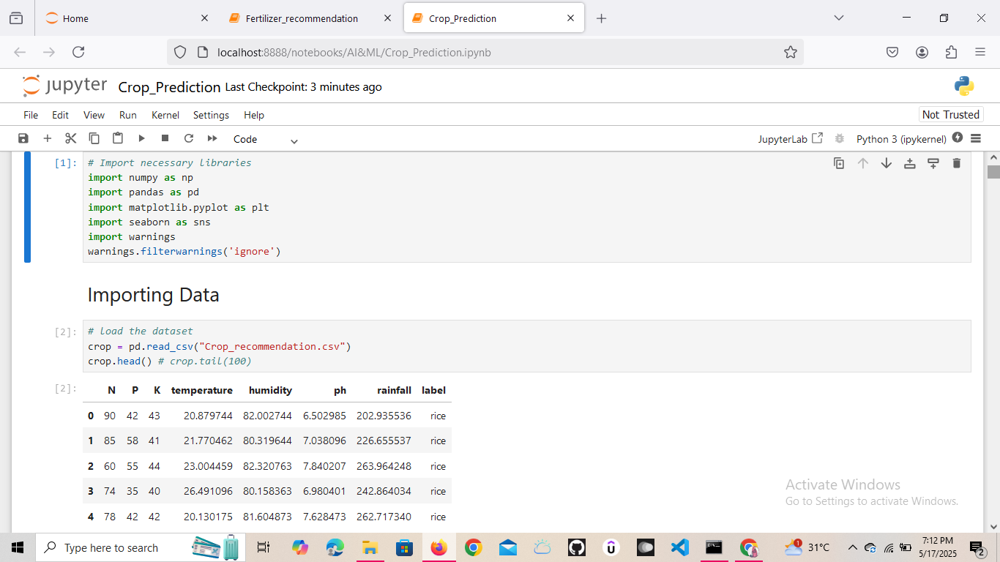 Home
Fertilizer_recommendation
Crop_Prediction
localhost:8888/notebooks/AI&ML/Crop_Prediction.ipynb
jupyter Crop_Prediction Last Checkpoint: 3 minutes ago
File Edit View Run Kernel Settings Help Not Trusted
Code JupyterLab Python 3 (ipykernel)
[1]: # Import necessary libraries
import numpy as np
import pandas as pd
import matplotlib.pyplot as plt
import seaborn as sns
import warnings
warnings.filterwarnings('ignore')
Importing Data
[2]: # load the dataset
crop = pd.read_csv("Crop_recommendation.csv")
crop.head() # crop.tail(100)
[2]: N P K temperature humidity ph rainfall label
0 90 42 43 20.879744 82.002744 6.502985 202.935536 rice
1 85 58 41 21.770462 80.319644 7.038096 226.655537 rice
2 60 55 44 23.004459 82.320763 7.840207 263.964248 rice
3 74 35 40 26.491096 80.158363 6.980401 242.864034 rice
4 78 42 42 20.130175 81.604873 7.628473 262.717340 rice
Activate Windows
Go to Settings to activate Windows.
Type here to search
1
31°C
7:12 PM
5/17/2025
2